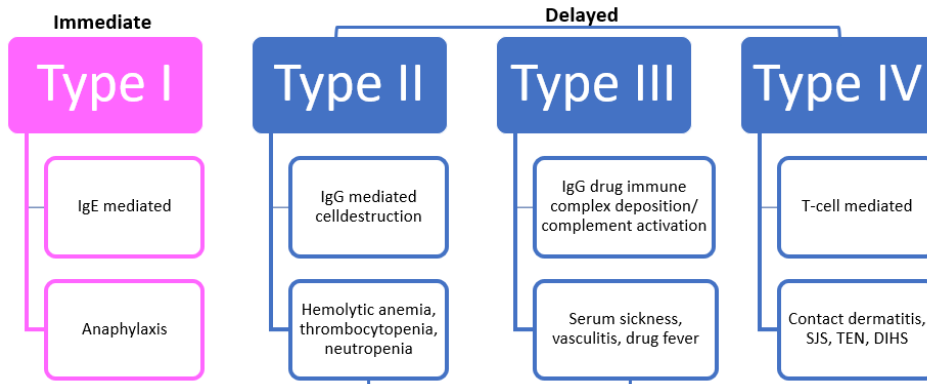 Immediate
Delayed
Type I
Type II
Type III
Type IV
IgE mediated
IgG mediated
celldestruction
IgG drug immune
complex deposition/
complement activation
T-cell mediated
Anaphylaxis
Hemolytic anemia,
thrombocytopenia,
neutropenia
Serum sickness,
vasculitis, drug fever
Contact dermatitis,
SJS, TEN, DIHS